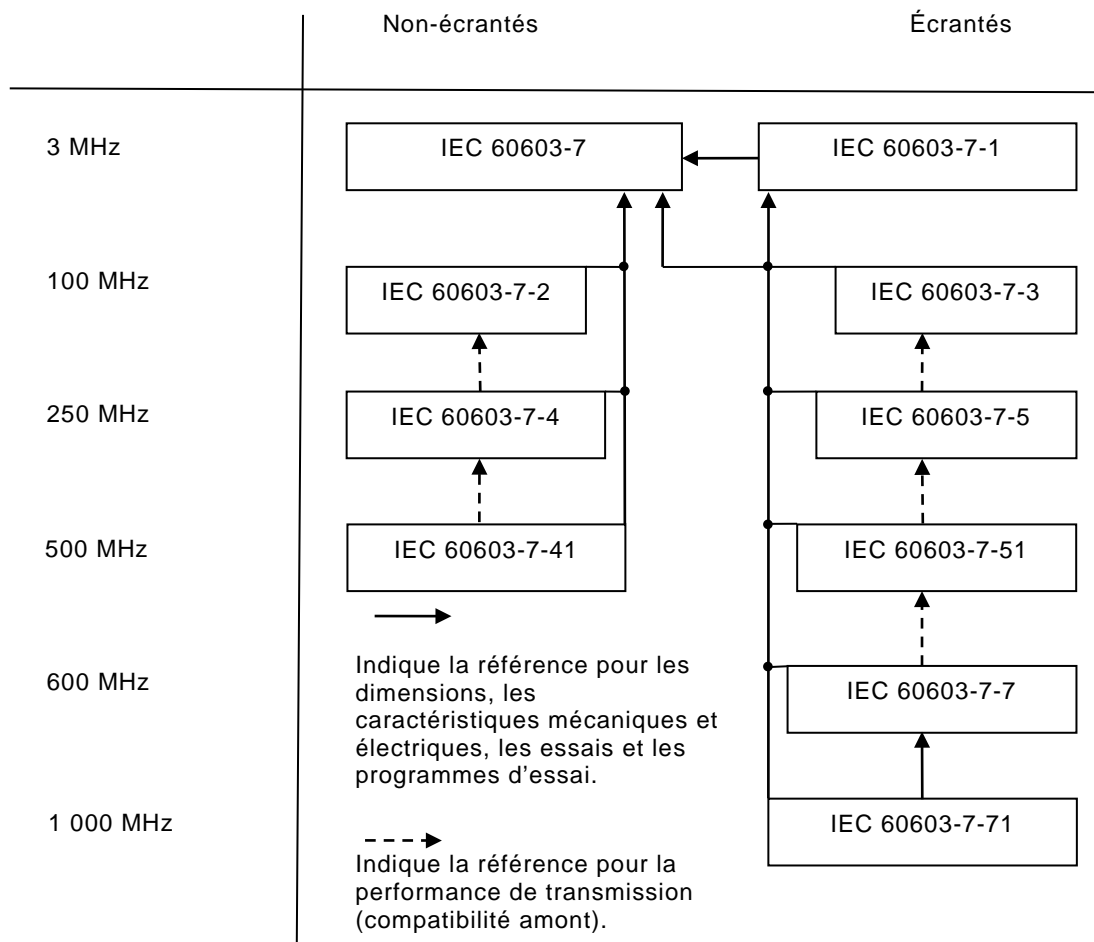 Non-écrantés Écrantés
3 MHz IEC 60603-7 IEC 60603-7-1
100 MHz IEC 60603-7-2 IEC 60603-7-3
250 MHz IEC 60603-7-4 IEC 60603-7-5
500 MHz IEC 60603-7-41 IEC 60603-7-51
Indique la référence pour les
dimensions, les
caractéristiques mécaniques et
électriques, les essais et les
programmes d’essai.
600 MHz IEC 60603-7-7
1 000 MHz IEC 60603-7-71
Indique la référence pour la
performance de transmission
(compatibilité amont).